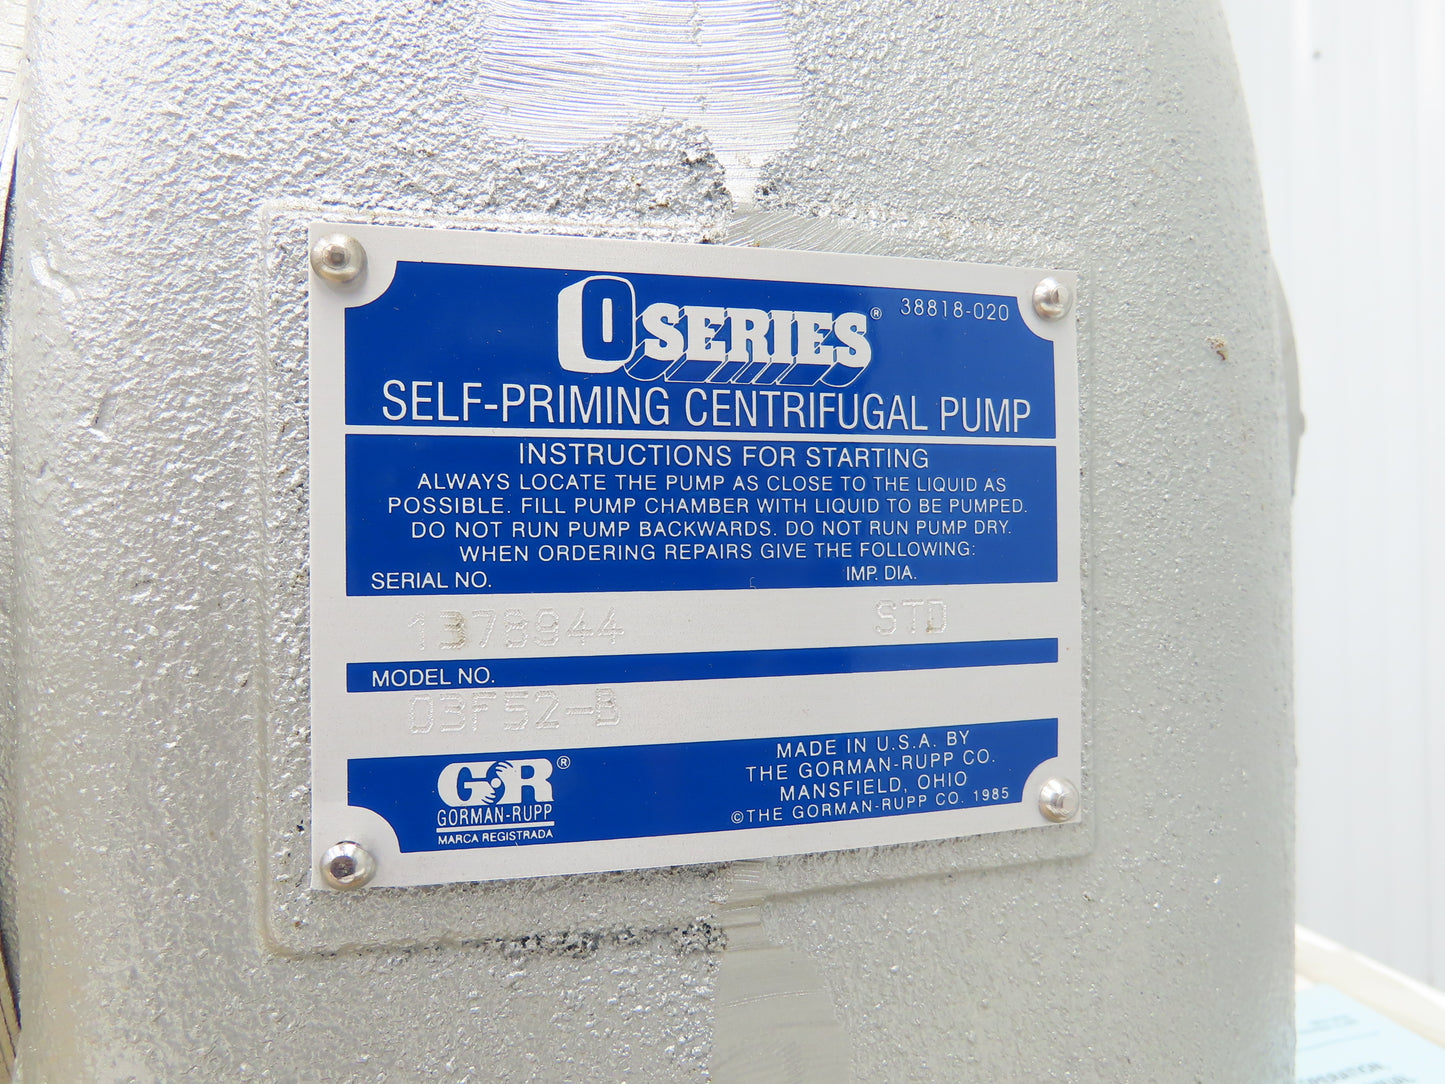 O SERIES® 38818-020
SELF-PRIMING CENTRIFUGAL PUMP
INSTRUCTIONS FOR STARTING
ALWAYS LOCATE THE PUMP AS CLOSE TO THE LIQUID AS
POSSIBLE. FILL PUMP CHAMBER WITH LIQUID TO BE PUMPED.
DO NOT RUN PUMP BACKWARDS. DO NOT RUN PUMP DRY.
WHEN ORDERING REPAIRS GIVE THE FOLLOWING:
SERIAL NO. IMP. DIA.
1378944 STD
MODEL NO.
03F52-B
GR®
GORMAN-RUPP
MARCA REGISTRADA
MADE IN U.S.A. BY
THE GORMAN-RUPP CO.
MANSFIELD, OHIO
©THE GORMAN-RUPP CO. 1985